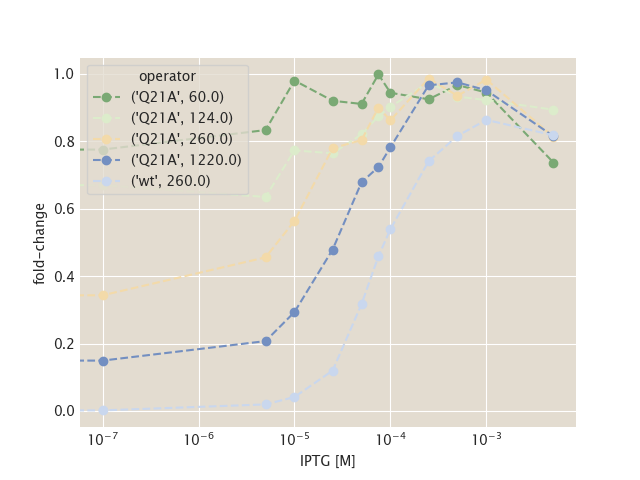 1.0
0.8
0.6
0.4
0.2
0.0
fold-change
operator
('Q21A', 60.0)
('Q21A', 124.0)
('Q21A', 260.0)
('Q21A', 1220.0)
('wt', 260.0)
10⁻⁷ 10⁻⁶ 10⁻⁵ 10⁻⁴ 10⁻³
IPTG [M]